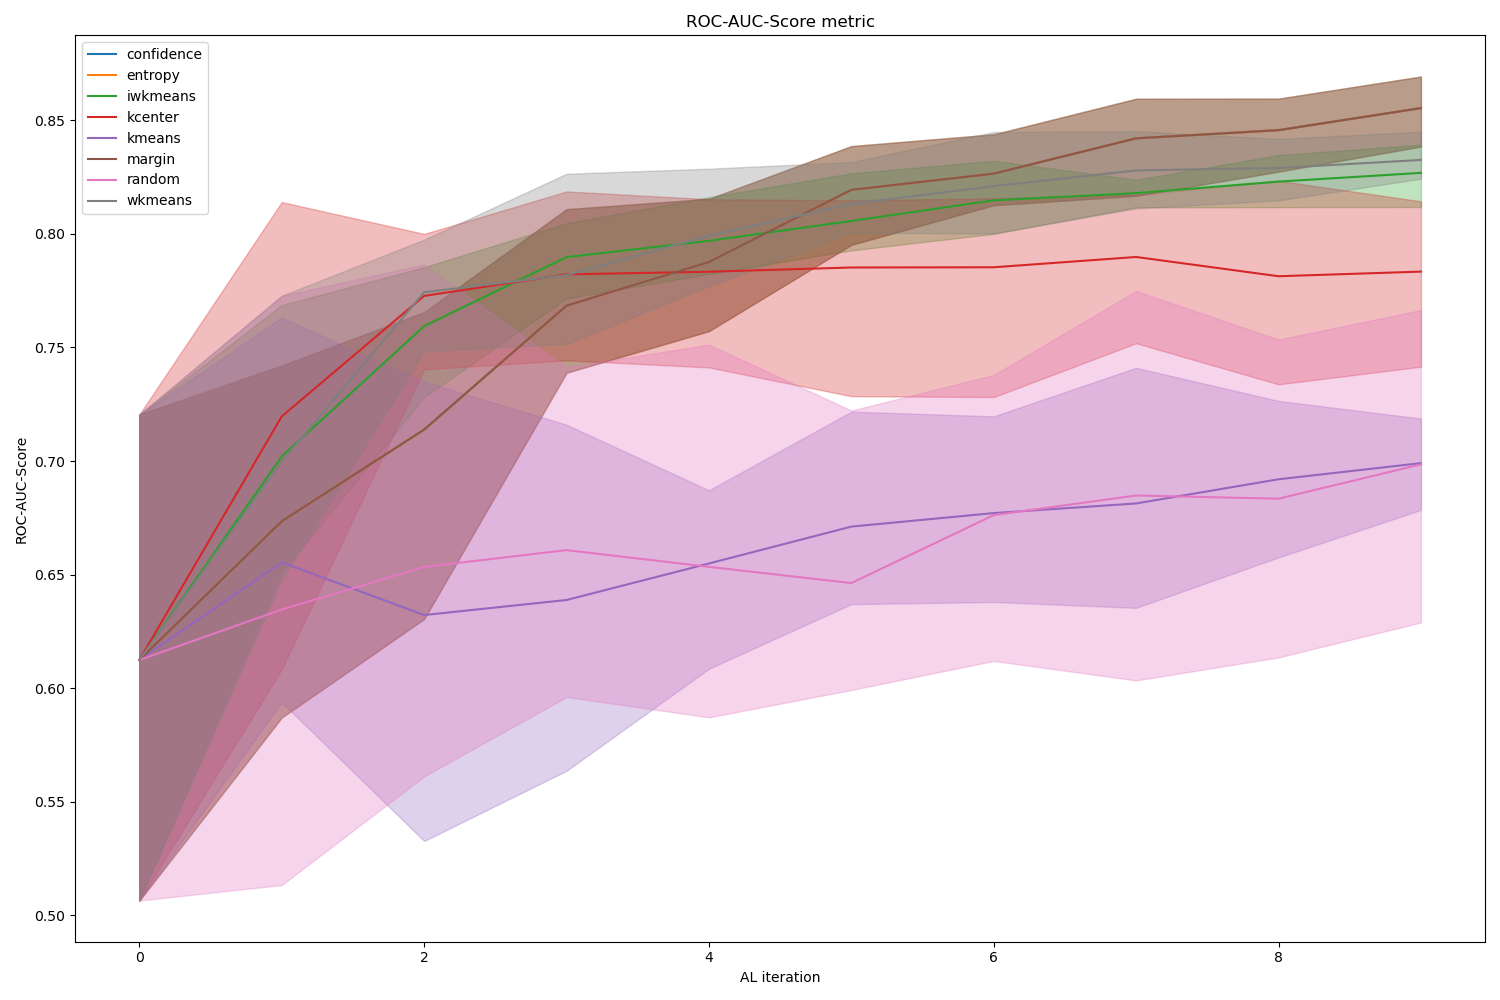 ROC-AUC-Score metric
confidence
entropy
iwkmeans
kcenter
kmeans
margin
random
wkmeans
0.85
0.80
0.75
0.70
0.65
0.60
0.55
0.50
ROC-AUC-Score
0 2 4 6 8
AL iteration